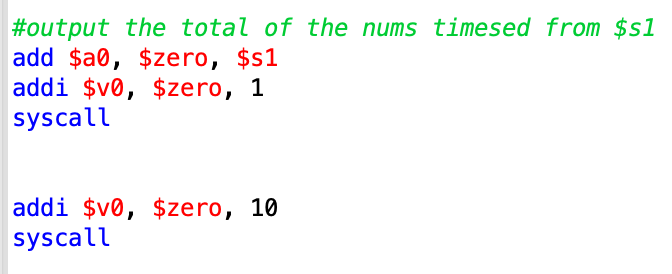 #output the total of the nums timesed from $s1
add $a0, $zero, $s1
addi $v0, $zero, 1
syscall
addi $v0, $zero, 10
syscall